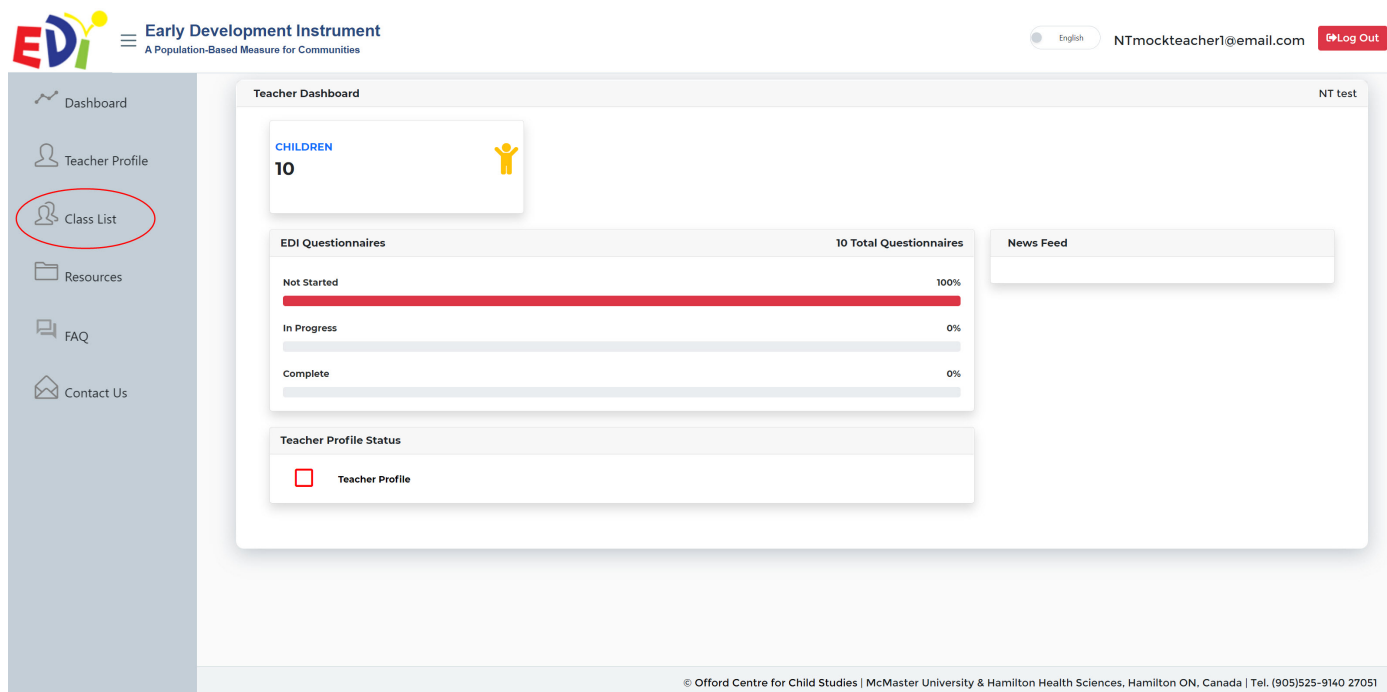 EDI
Early Development Instrument
A Population-Based Measure for Communities
English
NTmockteacher1@email.com
Log Out
Dashboard
Teacher Profile
Class List
Resources
FAQ
Contact Us
Teacher Dashboard
NT test
CHILDREN
10
EDI Questionnaires
10 Total Questionnaires
Not Started
100%
In Progress
0%
Complete
0%
News Feed
Teacher Profile Status
Teacher Profile
© Offord Centre for Child Studies | McMaster University & Hamilton Health Sciences, Hamilton ON, Canada | Tel. (905)525-9140 27051